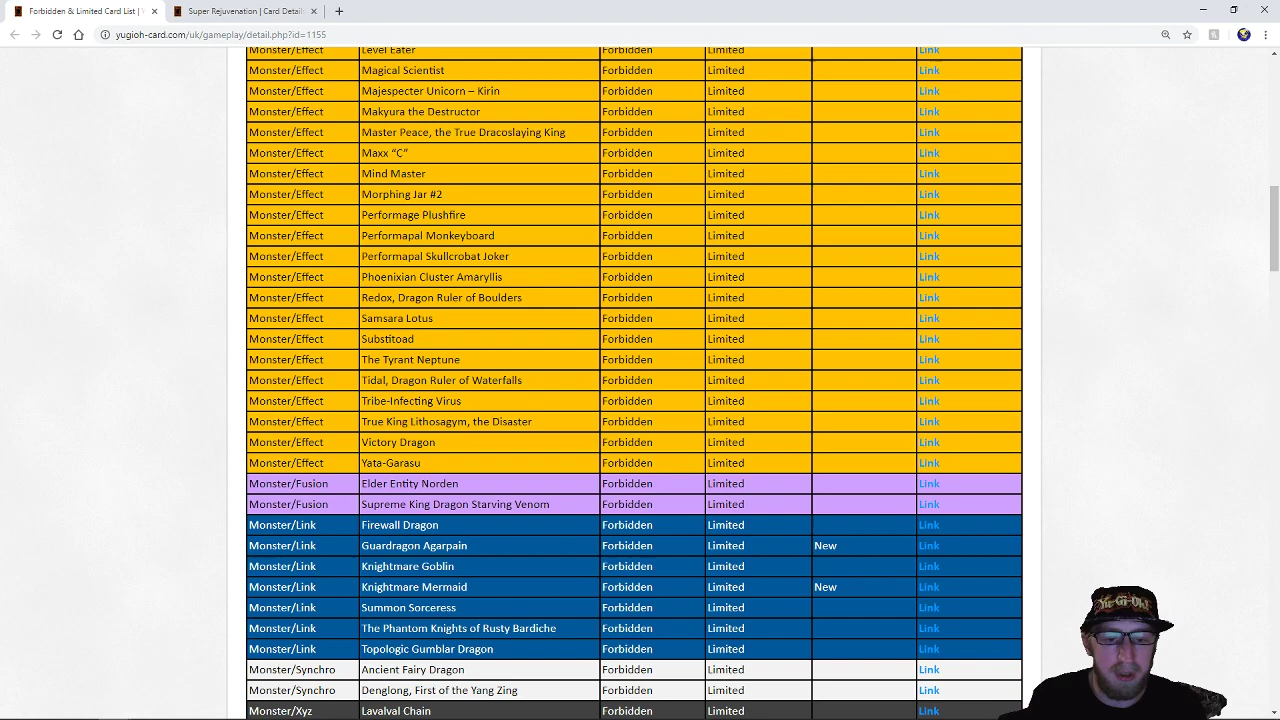 Forbidden & Limited Card List | Y
Super Rejuvenation | Card Details
yugioh-card.com/uk/gameplay/detail.php?id=1155
Monster/Effect Level Eater Forbidden Limited Link
Monster/Effect Magical Scientist Forbidden Limited Link
Monster/Effect Majespecter Unicorn – Kirin Forbidden Limited Link
Monster/Effect Makyura the Destructor Forbidden Limited Link
Monster/Effect Master Peace, the True Dracoslaying King Forbidden Limited Link
Monster/Effect Maxx “C” Forbidden Limited Link
Monster/Effect Mind Master Forbidden Limited Link
Monster/Effect Morphing Jar #2 Forbidden Limited Link
Monster/Effect Performage Plushfire Forbidden Limited Link
Monster/Effect Performapal Monkeyboard Forbidden Limited Link
Monster/Effect Performapal Skullcrobat Joker Forbidden Limited Link
Monster/Effect Phoenixian Cluster Amaryllis Forbidden Limited Link
Monster/Effect Redox, Dragon Ruler of Boulders Forbidden Limited Link
Monster/Effect Samsara Lotus Forbidden Limited Link
Monster/Effect Substitoad Forbidden Limited Link
Monster/Effect The Tyrant Neptune Forbidden Limited Link
Monster/Effect Tidal, Dragon Ruler of Waterfalls Forbidden Limited Link
Monster/Effect Tribe-Infecting Virus Forbidden Limited Link
Monster/Effect True King Lithosagym, the Disaster Forbidden Limited Link
Monster/Effect Victory Dragon Forbidden Limited Link
Monster/Effect Yata-Garasu Forbidden Limited Link
Monster/Fusion Elder Entity Norden Forbidden Limited Link
Monster/Fusion Supreme King Dragon Starving Venom Forbidden Limited Link
Monster/Link Firewall Dragon Forbidden Limited Link
Monster/Link Guardragon Agarpain Forbidden Limited New Link
Monster/Link Knightmare Goblin Forbidden Limited Link
Monster/Link Knightmare Mermaid Forbidden Limited New Link
Monster/Link Summon Sorceress Forbidden Limited Link
Monster/Link The Phantom Knights of Rusty Bardiche Forbidden Limited Link
Monster/Link Topologic Gumblar Dragon Forbidden Limited Link
Monster/Synchro Ancient Fairy Dragon Forbidden Limited Link
Monster/Synchro Denglong, First of the Yang Zing Forbidden Limited Link
Monster/Xyz Lavalval Chain Forbidden Limited Link
Yu-Gi-Oh!